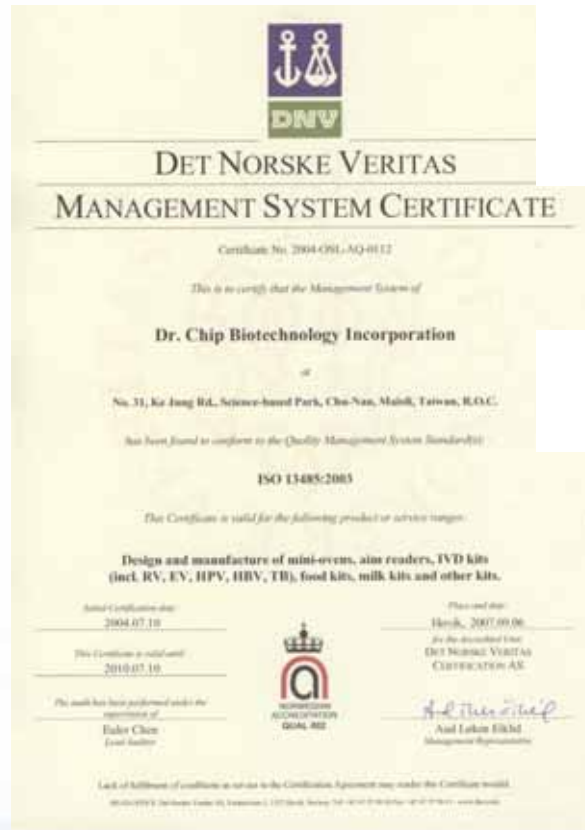 DNV
DET NORSKE VERITAS
MANAGEMENT SYSTEM CERTIFICATE
Certificate No. 2004-OSL-AQ-0112
This is to certify that the Management System of
Dr. Chip Biotechnology Incorporation
at
No. 31, Ke Jung Rd., Science-based Park, Chu-Nan, Miaoli, Taiwan, R.O.C.
has been found to conform to the Quality Management System Standard(s):
ISO 13485:2003
This Certificate is valid for the following product or service ranges:
Design and manufacture of mini-ovens, aim readers, IVD kits
(incl. RV, EV, HPV, HBV, TB), food kits, milk kits and other kits.
Initial Certification date:
2004.07.10
Place and date:
Høvik, 2007.09.06
This Certificate is valid until:
2010.07.10
for the Accredited Unit:
DET NORSKE VERITAS
CERTIFICATION AS
NORWEGIAN
ACCREDITATION
QUAL 002
The audit has been performed under the
supervision of
Euler Chen
Lead Auditor
Management Representative
Lack of fulfilment of conditions as set out in the Certification Agreement may render this Certificate invalid.